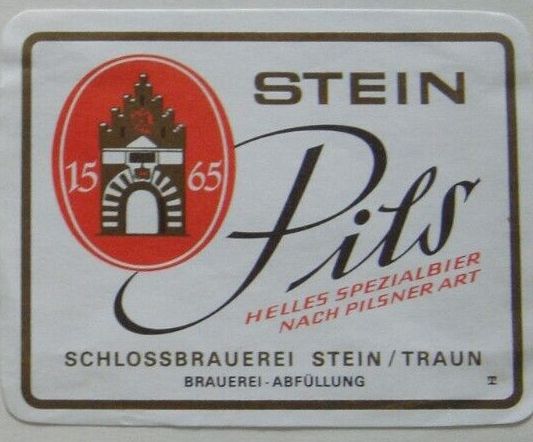 STEIN
15 65
Pils
HELLES SPEZIALBIER
NACH PILSNER ART
SCHLOSSBRAUEREI STEIN/TRAUN
BRAUEREI-ABFÜLLUNG